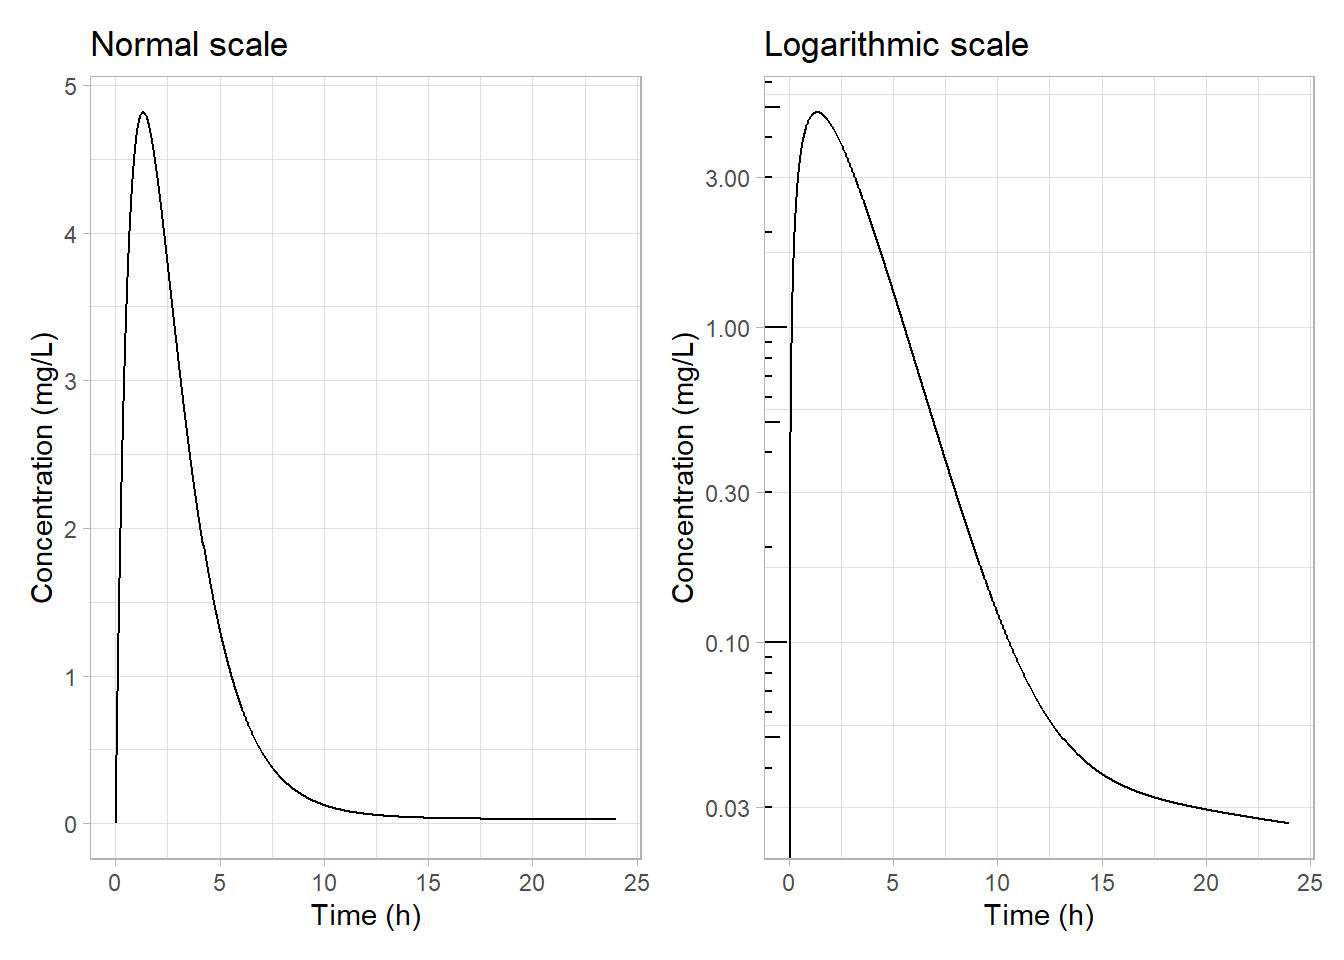 Normal scale
Concentration (mg/L)
5
4
3
2
1
0
0 5 10 15 20 25
Time (h)
Logarithmic scale
Concentration (mg/L)
3.00
1.00
0.30
0.10
0.03
0 5 10 15 20 25
Time (h)